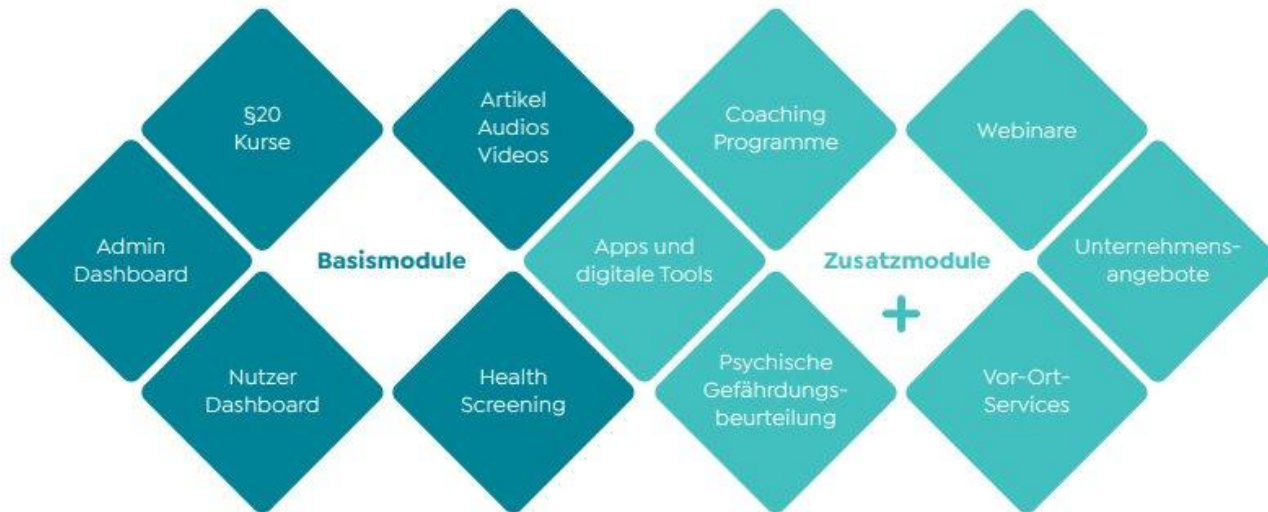 §20
Kurse
Artikel
Audios
Videos
Coaching
Programme
Webinare
Admin
Dashboard
Basismodule
Apps und
digitale Tools
Zusatzmodule
+
Unternehmens-
angebote
Nutzer
Dashboard
Health
Screening
Psychische
Gefährdungs-
beurteilung
Vor-Ort-
Services